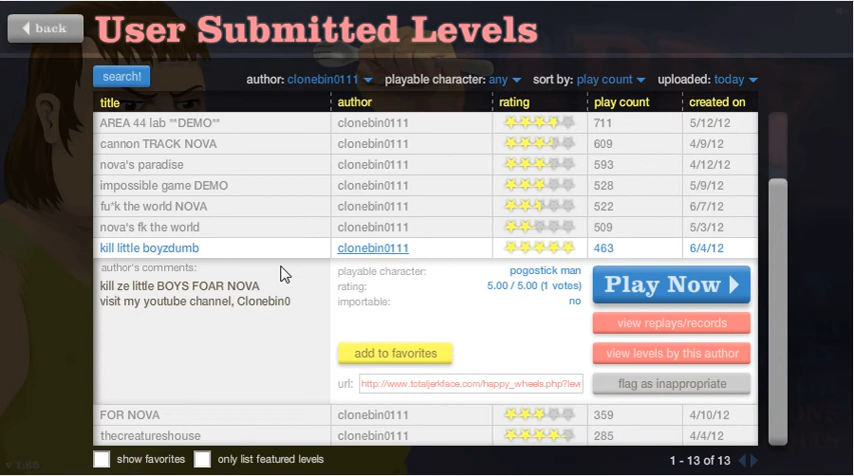 back
User Submitted Levels
search!
author: clonebin0111 playable character: any sort by: play count uploaded: today
title author rating play count created on
AREA 44 lab "DEMO" clonebin0111 711 5/12/12
cannon TRACK NOVA clonebin0111 609 4/9/12
nova's paradise clonebin0111 593 4/12/12
impossible game DEMO clonebin0111 528 5/9/12
fu*k the world NOVA clonebin0111 522 6/7/12
nova's fk the world clonebin0111 509 5/3/12
kill little boyzdumb clonebin0111 463 6/4/12
author's comments:
kill ze little BOYS FOAR NOVA
visit my youtube channel, Clonebin0
playable character: pogostick man
rating: 5.00 / 5.00 (1 votes)
importable: no
Play Now
view replays/records
add to favorites
view levels by this author
url: http://www.totaljerkface.com/happy_wheels.php?leve
flag as inappropriate
FOR NOVA clonebin0111 359 4/10/12
thecreatureshouse clonebin0111 285 4/4/12
show favorites only list featured levels
1 - 13 of 13